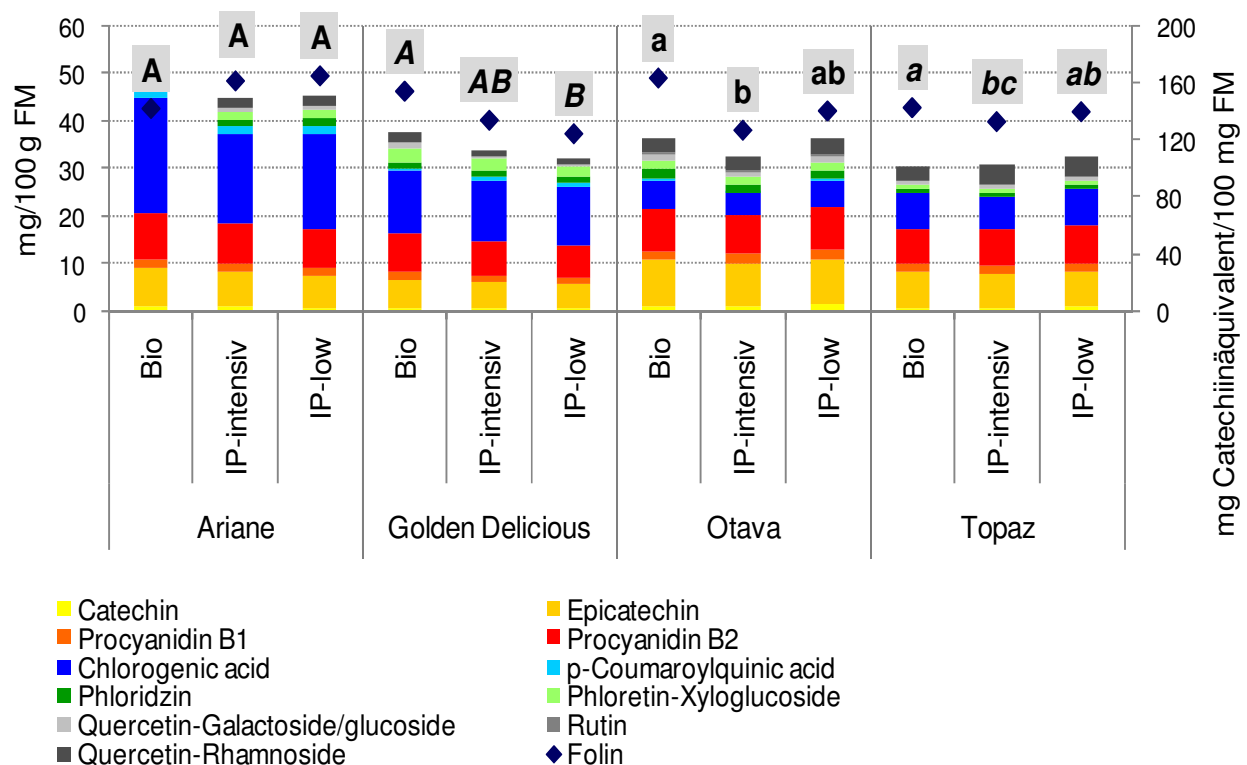 60
50
40
30
20
10
0
mg/100 g FM
200
160
120
80
40
0
mg Catechiinäquivalent/100 mg FM
A
A
A
A
AB
B
a
b
ab
a
bc
ab
Bio
IP-intensiv
IP-low
Bio
IP-intensiv
IP-low
Bio
IP-intensiv
IP-low
Bio
IP-intensiv
IP-low
Ariane
Golden Delicious
Otava
Topaz
Catechin
Epicatechin
Procyanidin B1
Procyanidin B2
Chlorogenic acid
p-Coumaroylquinic acid
Phloridzin
Phloretin-Xyloglucoside
Quercetin-Galactoside/glucoside
Rutin
Quercetin-Rhamnoside
Folin